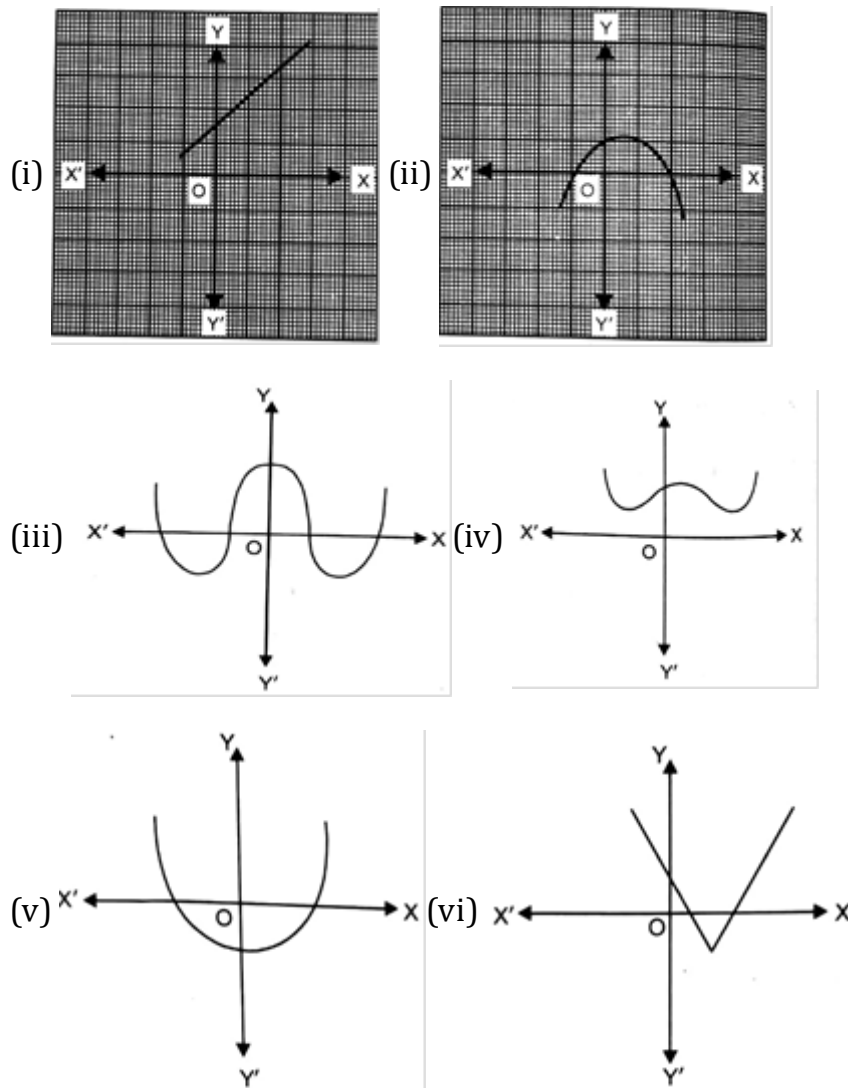 Y Y
(i) X' X (ii) X' X
O O
Y' Y'
Y Y
(iii) X' X (iv) X' X
O O
Y' Y'
Y Y
(v) X' X (vi) X' X
O O
Y' Y'